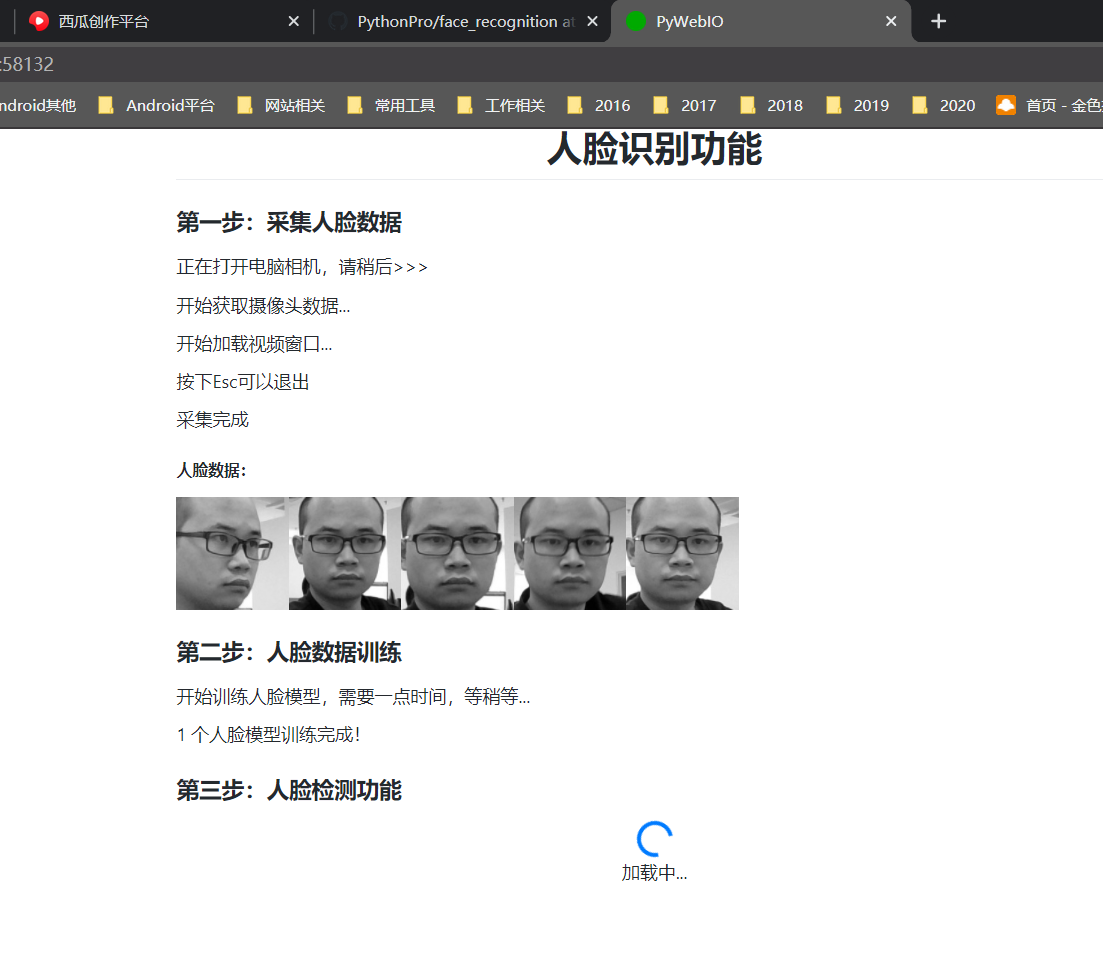 西瓜创作平台
PythonPro/face_recognition at
PyWebIO
:58132
ndroid其他 Android平台 网站相关 常用工具 工作相关 2016 2017 2018 2019 2020 首页 - 金色
人脸识别功能
第一步：采集人脸数据
正在打开电脑相机，请稍后>>>
开始获取摄像头数据...
开始加载视频窗口...
按下Esc可以退出
采集完成
人脸数据：
第二步：人脸数据训练
开始训练人脸模型，需要一点时间，等稍等...
1 个人脸模型训练完成！
第三步：人脸检测功能
加载中...